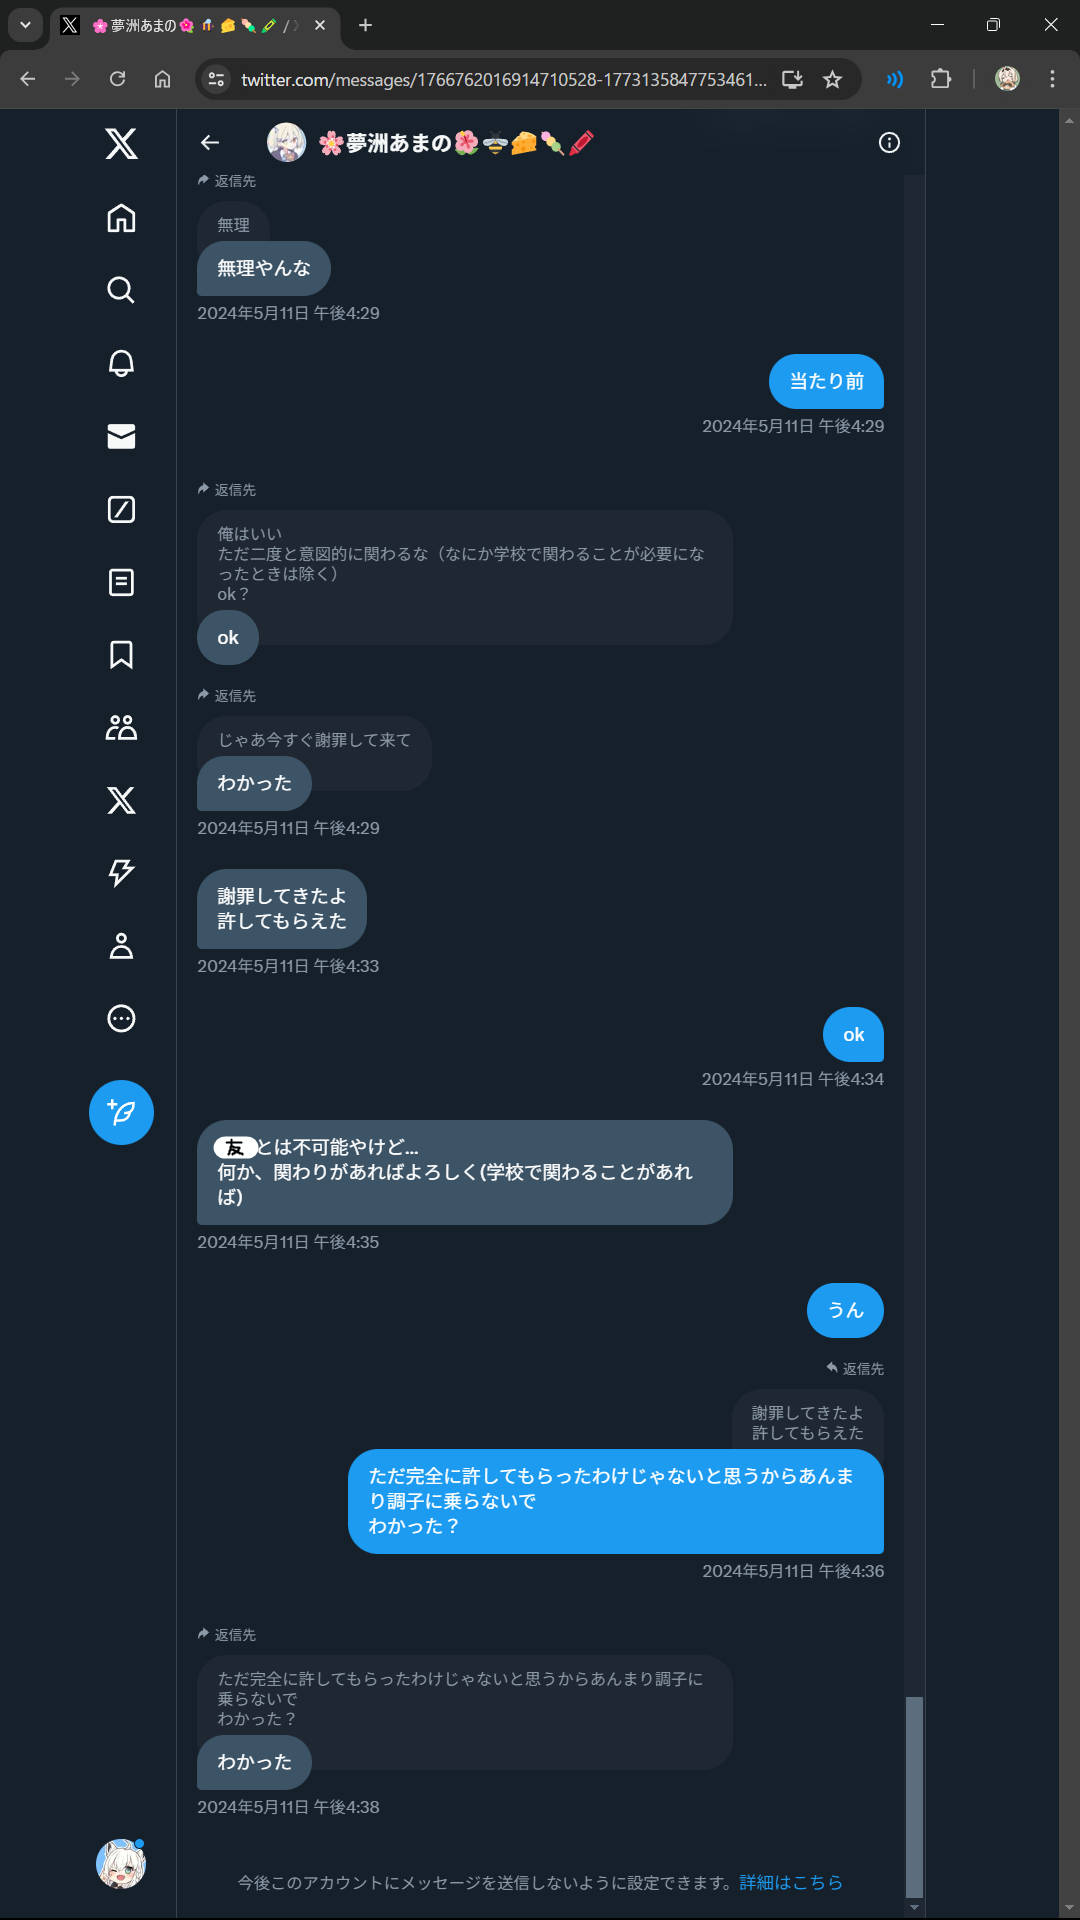 🌸夢洲あまの🌺🐝🧀🍡🖍 / X
twitter.com/messages/1766762016914710528-1773135847753461...
🌸夢洲あまの🌺🐝🧀🍡🖍
返信先
無理
無理やんな
2024年5月11日 午後4:29
当たり前
2024年5月11日 午後4:29
返信先
俺はいい
ただ二度と意図的に関わるな（なにか学校で関わることが必要にな
ったときは除く）
ok？
ok
返信先
じゃあ今すぐ謝罪して来て
わかった
2024年5月11日 午後4:29
謝罪してきたよ
許してもらえた
2024年5月11日 午後4:33
ok
2024年5月11日 午後4:34
友とは不可能やけど...
何か、関わりがあればよろしく(学校で関わることがあれ
ば)
2024年5月11日 午後4:35
うん
返信先
謝罪してきたよ
許してもらえた
ただ完全に許してもらったわけじゃないと思うからあんま
り調子に乗らないで
わかった？
2024年5月11日 午後4:36
返信先
ただ完全に許してもらったわけじゃないと思うからあんまり調子に
乗らないで
わかった？
わかった
2024年5月11日 午後4:38
今後このアカウントにメッセージを送信しないように設定できます。詳細はこちら